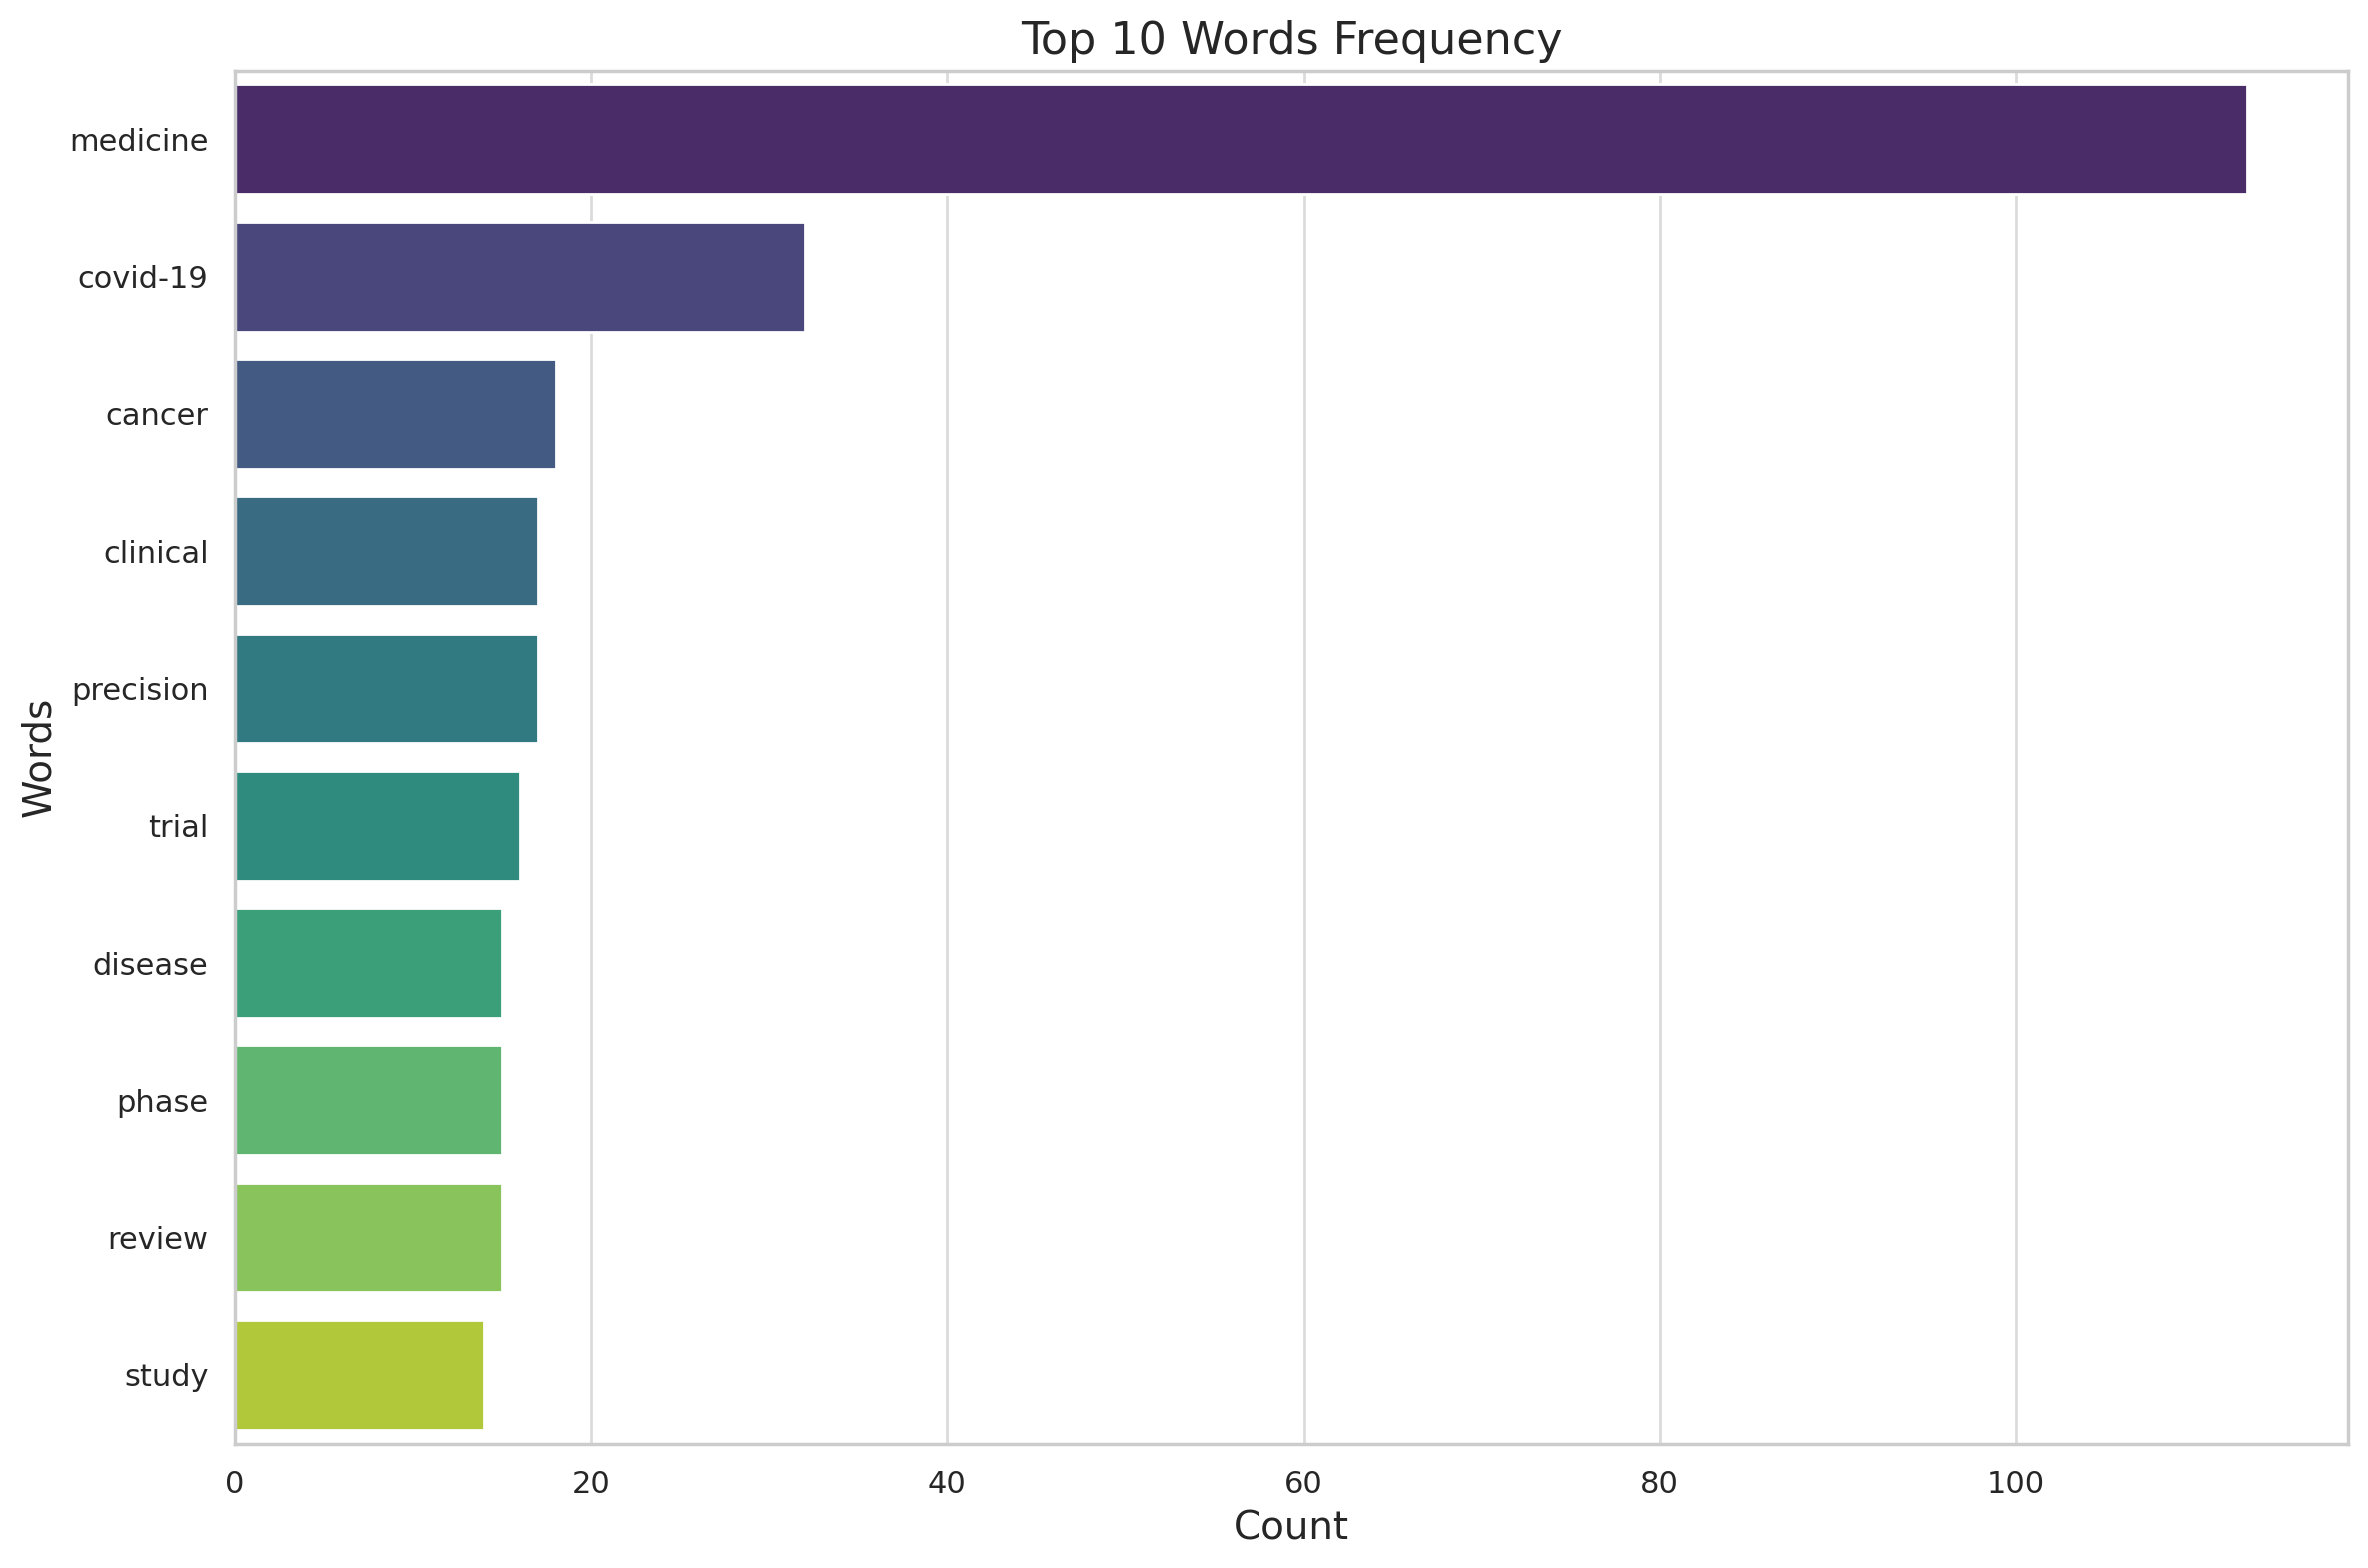 Top 10 Words Frequency
medicine
covid-19
cancer
clinical
precision
trial
disease
phase
review
study
Words
0 20 40 60 80 100
Count